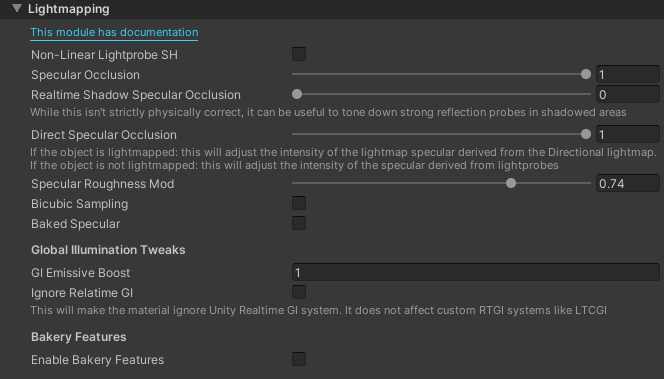 Lightmapping
This module has documentation
Non-Linear Lightprobe SH
Specular Occlusion 1
Realtime Shadow Specular Occlusion 0
While this isn't strictly physically correct, it can be useful to tone down strong reflection probes in shadowed areas
Direct Specular Occlusion 1
If the object is lightmapped: this will adjust the intensity of the lightmap specular derived from the Directional lightmap.
If the object is not lightmapped: this will adjust the intensity of the specular derived from lightprobes
Specular Roughness Mod 0.74
Bicubic Sampling
Baked Specular
Global Illumination Tweaks
GI Emissive Boost 1
Ignore Relatime GI
This will make the material ignore Unity Realtime GI system. It does not affect custom RTGI systems like LTCGI
Bakery Features
Enable Bakery Features